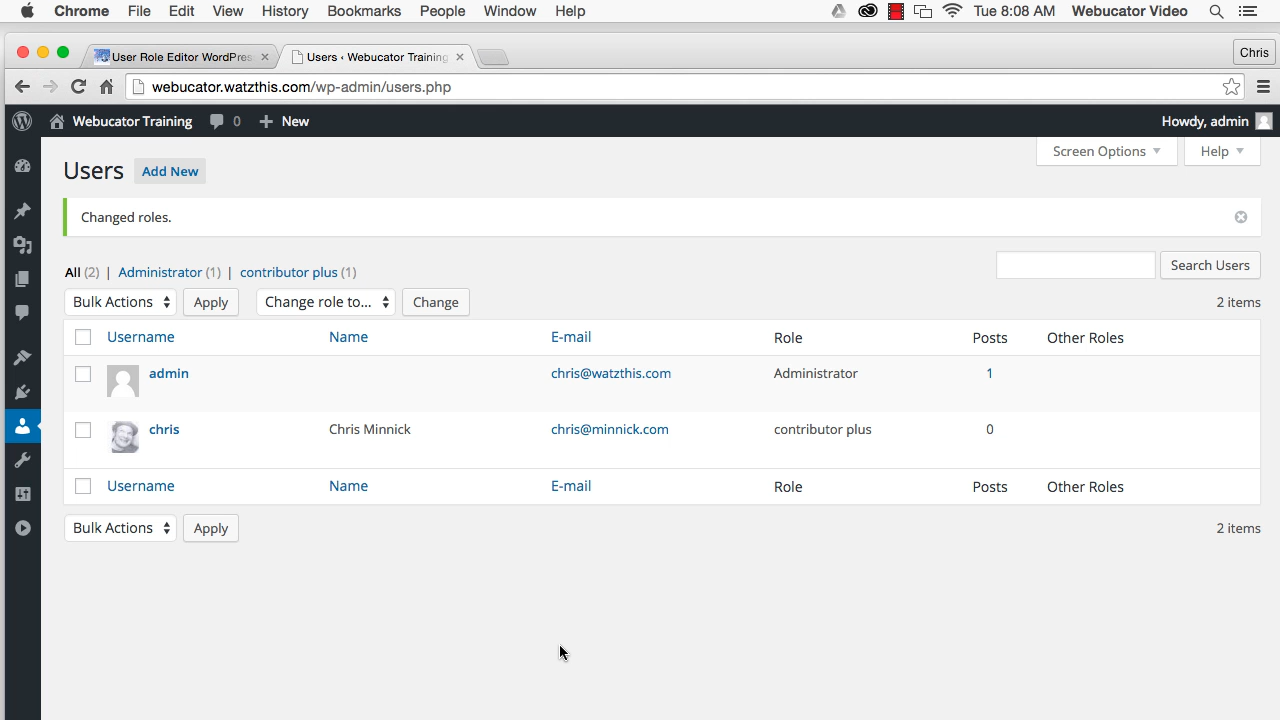 Chrome File Edit View History Bookmarks People Window Help Tue 8:08 AM Webucator Video
User Role Editor WordPres Users ‹ Webucator Training Chris
webucator.watzthis.com/wp-admin/users.php
Webucator Training 0 New Howdy, admin
Screen Options Help
Users Add New
Changed roles.
All (2) | Administrator (1) | contributor plus (1) Search Users
Bulk Actions Apply Change role to... Change 2 items
Username Name E-mail Role Posts Other Roles
admin chris@watzthis.com Administrator 1
chris Chris Minnick chris@minnick.com contributor plus 0
Username Name E-mail Role Posts Other Roles
Bulk Actions Apply 2 items